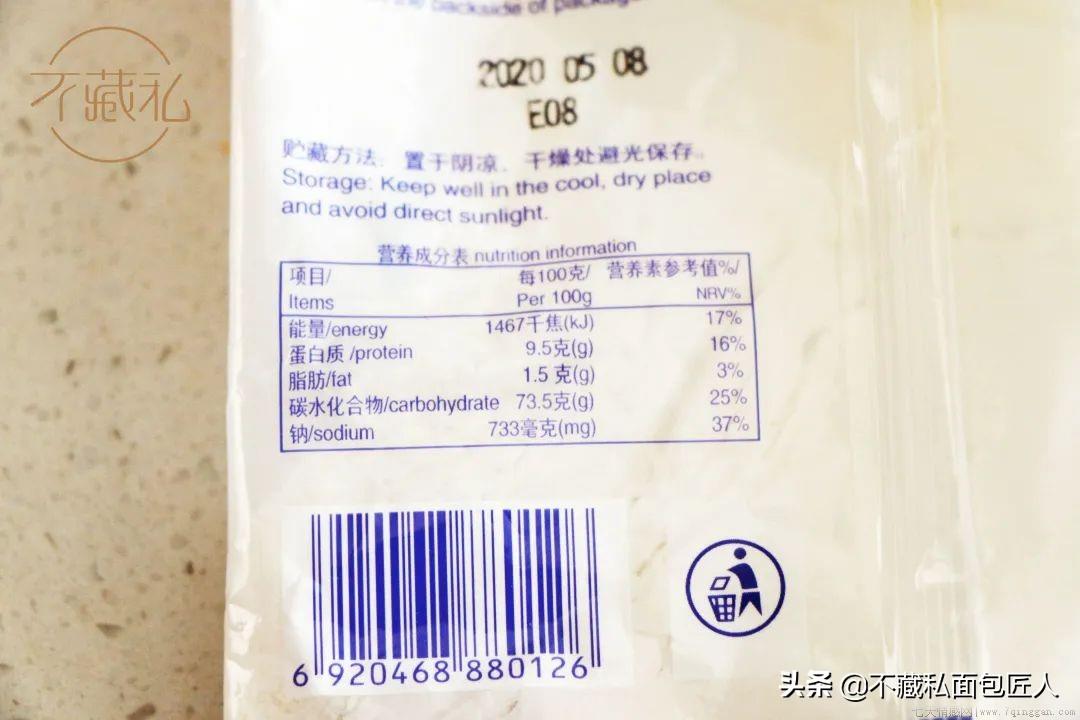 不藏私
backside of
2020 05 08
E08
贮藏方法: 置于阴凉、干燥处避光保存。
Storage: Keep well in the cool, dry place
and avoid direct sunlight.
营养成分表 nutrition information
项目/ 每100克/ 营养素参考值%/
Items Per 100g NRV%
能量/energy 1467千焦(kJ) 17%
蛋白质/protein 9.5克(g) 16%
脂肪/fat 1.5 克(g) 3%
碳水化合物/carbohydrate 73.5克(g) 25%
钠/sodium 733毫克(mg) 37%
6 920468 880126
头条 @不藏私面包匠人
www.7qinggan.com